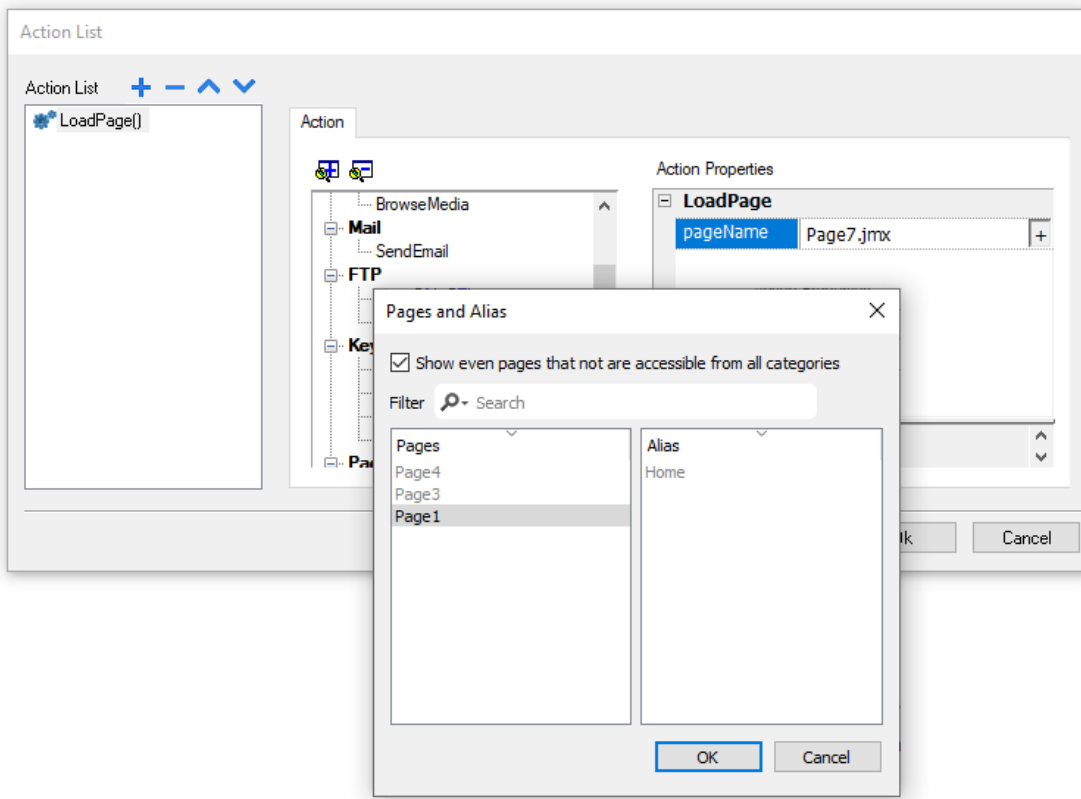 Action List
Action List
LoadPage()
Action
BrowseMedia
Mail
SendEmail
FTP
Key
Pag
Action Properties
LoadPage
pageName Page7.jmx +
Pages and Alias
Show even pages that not are accessible from all categories
Filter Search
Pages
Page4
Page3
Page1
Alias
Home
OK Cancel
Cancel